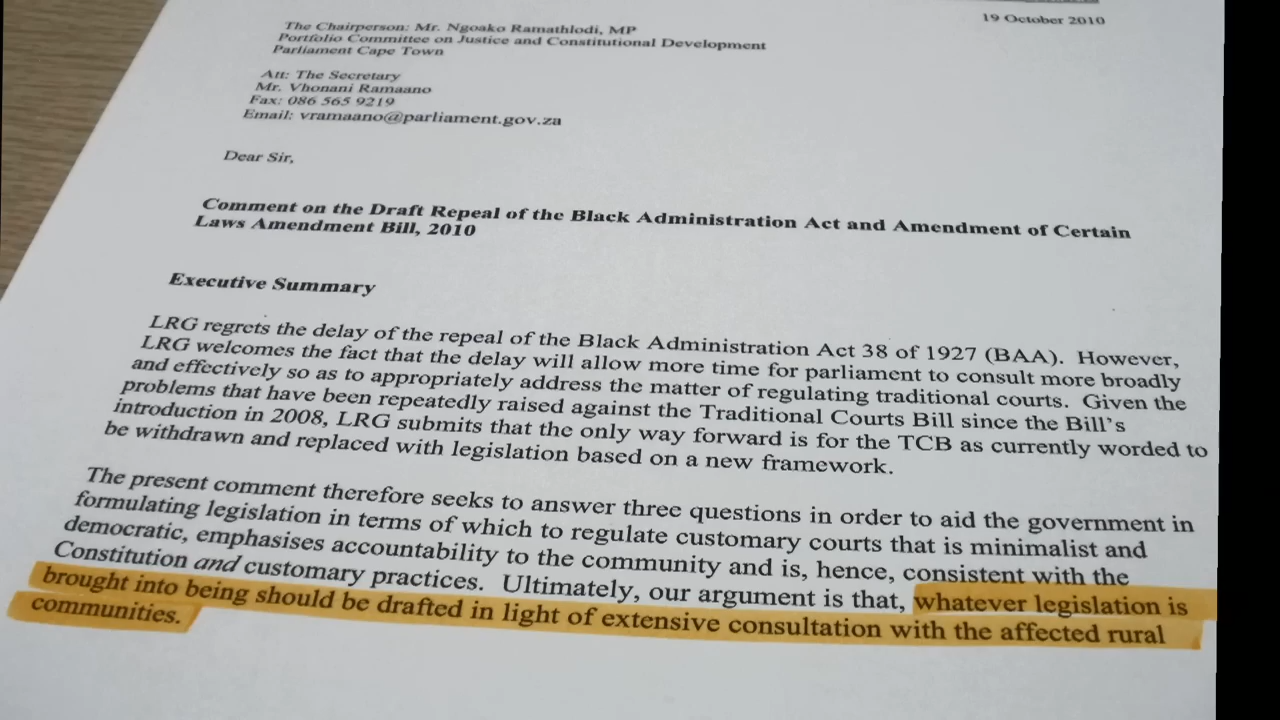 19 October 2010
The Chairperson: Mr. Ngoako Ramathlodi, MP
Portfolio Committee on Justice and Constitutional Development
Parliament Cape Town
Att: The Secretary
Mr. Vhonani Ramaano
Fax: 086 565 9219
Email: vramaano@parliament.gov.za
Dear Sir,
Comment on the Draft Repeal of the Black Administration Act and Amendment of Certain
Laws Amendment Bill, 2010
Executive Summary
LRG regrets the delay of the repeal of the Black Administration Act 38 of 1927 (BAA). However,
LRG welcomes the fact that the delay will allow more time for parliament to consult more broadly
and effectively so as to appropriately address the matter of regulating traditional courts. Given the
problems that have been repeatedly raised against the Traditional Courts Bill since the Bill's
introduction in 2008, LRG submits that the only way forward is for the TCB as currently worded to
be withdrawn and replaced with legislation based on a new framework.
The present comment therefore seeks to answer three questions in order to aid the government in
formulating legislation in terms of which to regulate customary courts that is minimalist and
democratic, emphasises accountability to the community and is, hence, consistent with the
Constitution and customary practices. Ultimately, our argument is that, whatever legislation is
brought into being should be drafted in light of extensive consultation with the affected rural
communities.